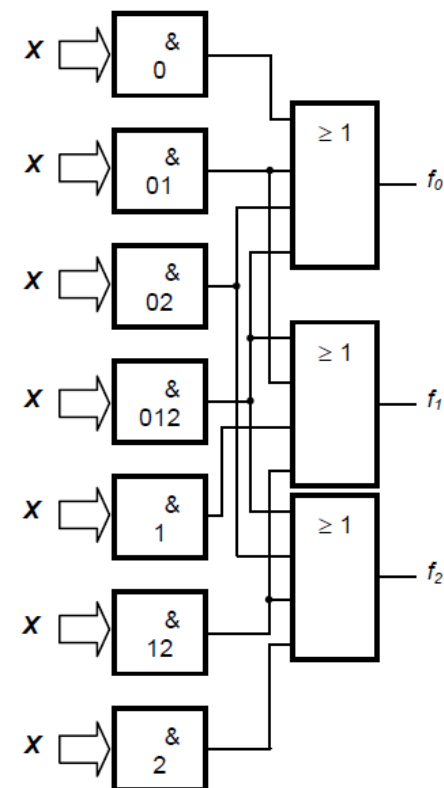 X & 0
≥ 1
X & 01
f₀
X & 02
≥ 1
X & 012
f₁
X & 1
≥ 1
f₂
X & 12
X & 2